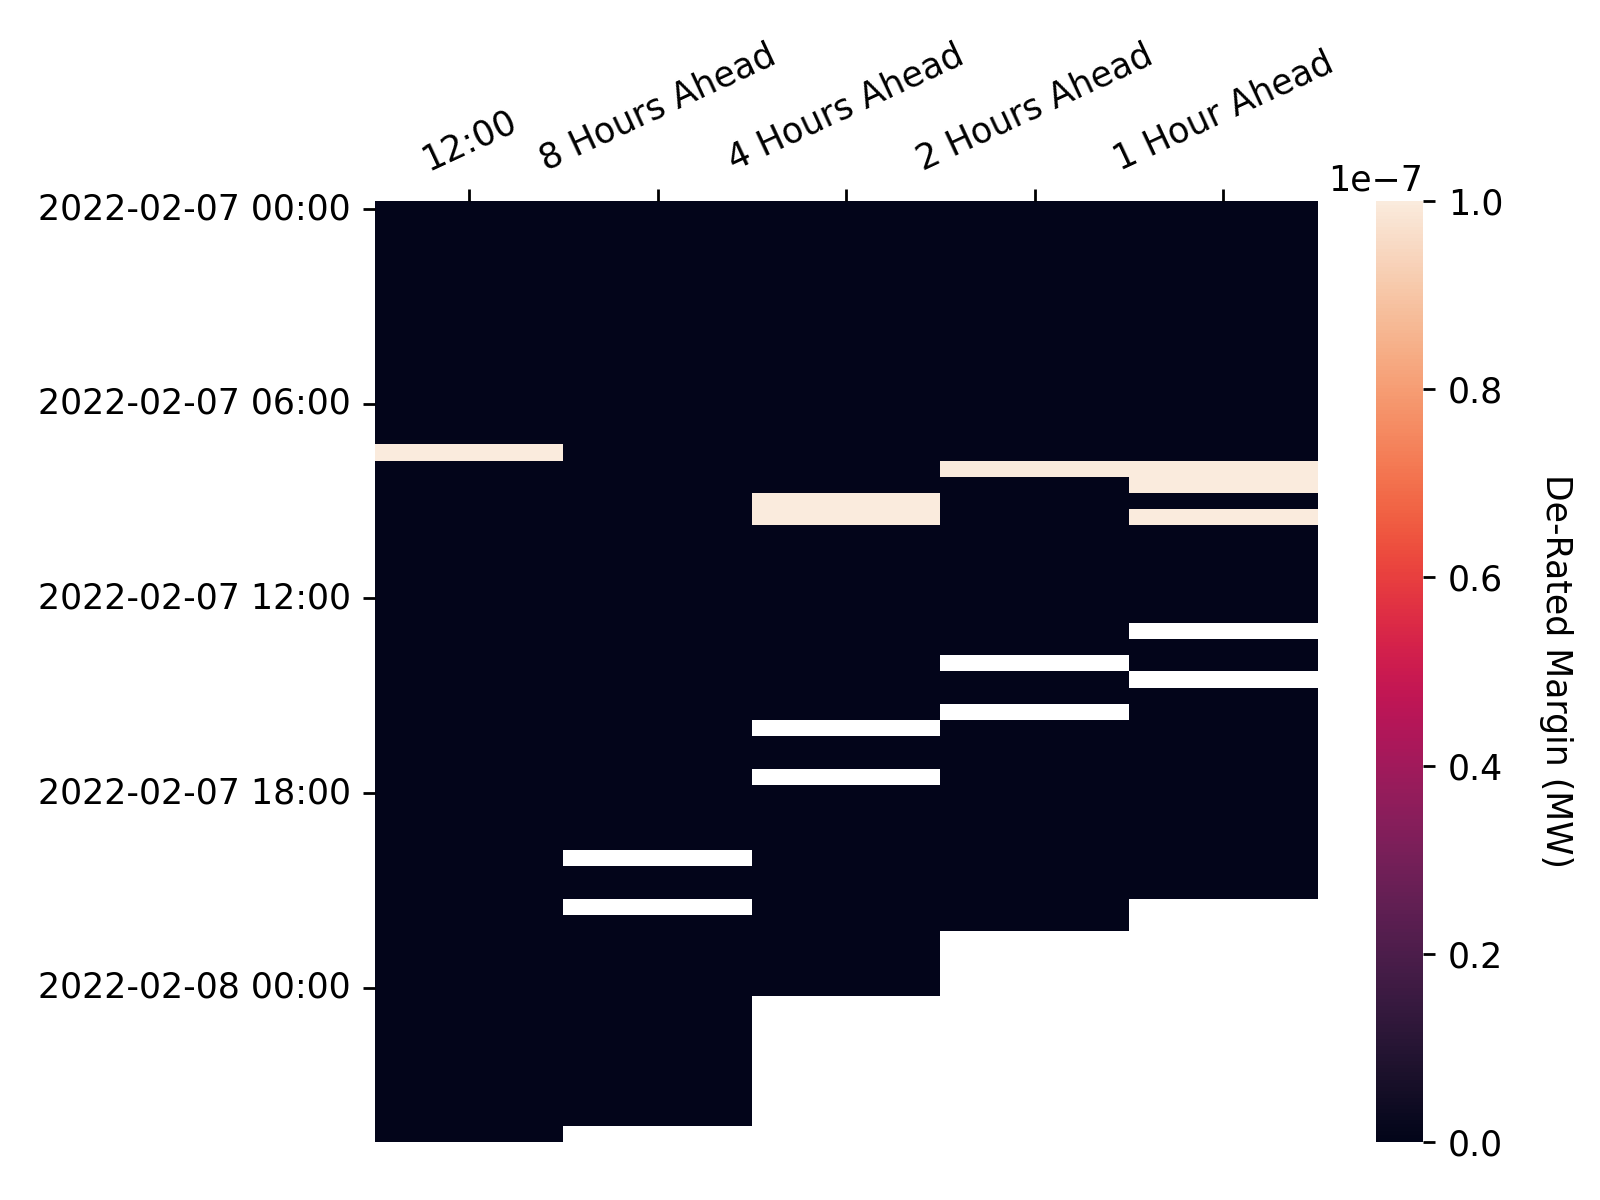 12:00
8 Hours Ahead
4 Hours Ahead
2 Hours Ahead
1 Hour Ahead
1e−7
2022-02-07 00:00
2022-02-07 06:00
2022-02-07 12:00
2022-02-07 18:00
2022-02-08 00:00
1.0
0.8
0.6
0.4
0.2
0.0
De-Rated Margin (MW)